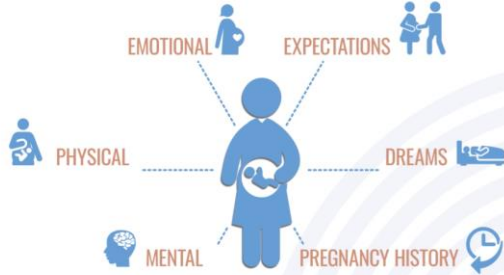 EMOTIONAL EXPECTATIONS
PHYSICAL DREAMS
MENTAL PREGNANCY HISTORY